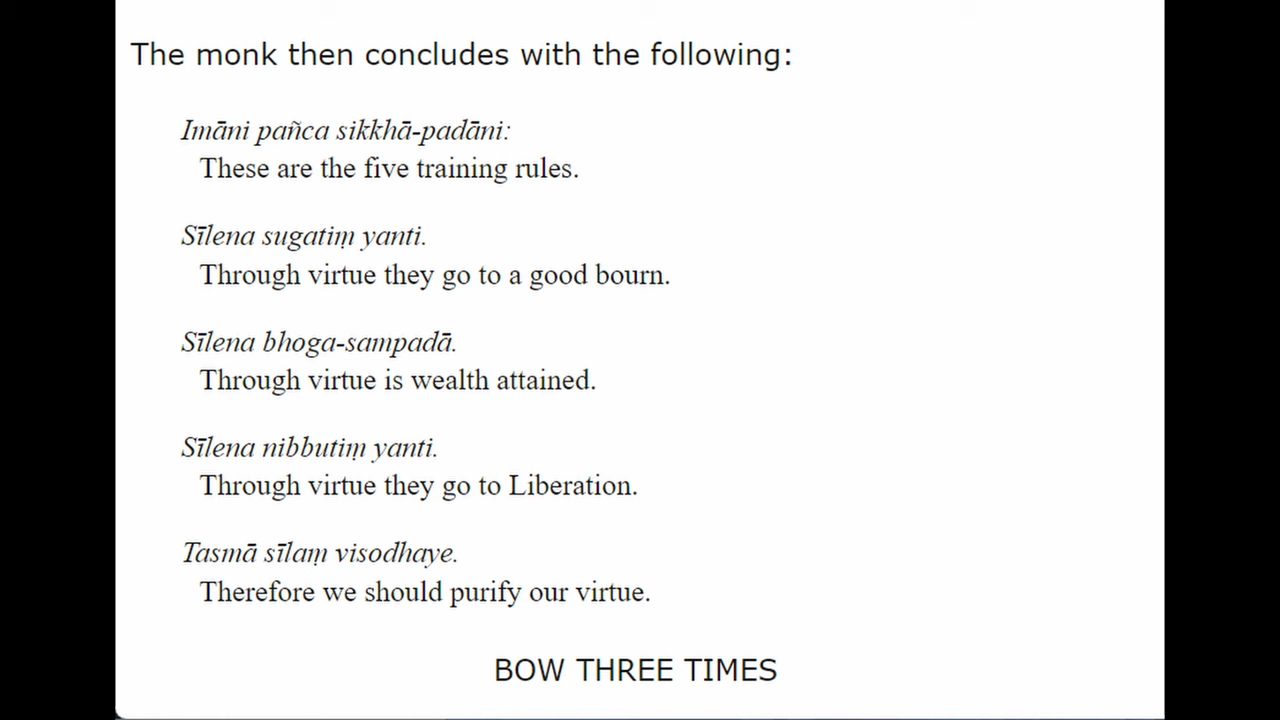 The monk then concludes with the following:
Imāni pañca sikkhā-padāni:
These are the five training rules.
Sīlena sugatiṃ yanti.
Through virtue they go to a good bourn.
Sīlena bhoga-sampadā.
Through virtue is wealth attained.
Sīlena nibbutiṃ yanti.
Through virtue they go to Liberation.
Tasmā sīlaṃ visodhaye.
Therefore we should purify our virtue.
BOW THREE TIMES